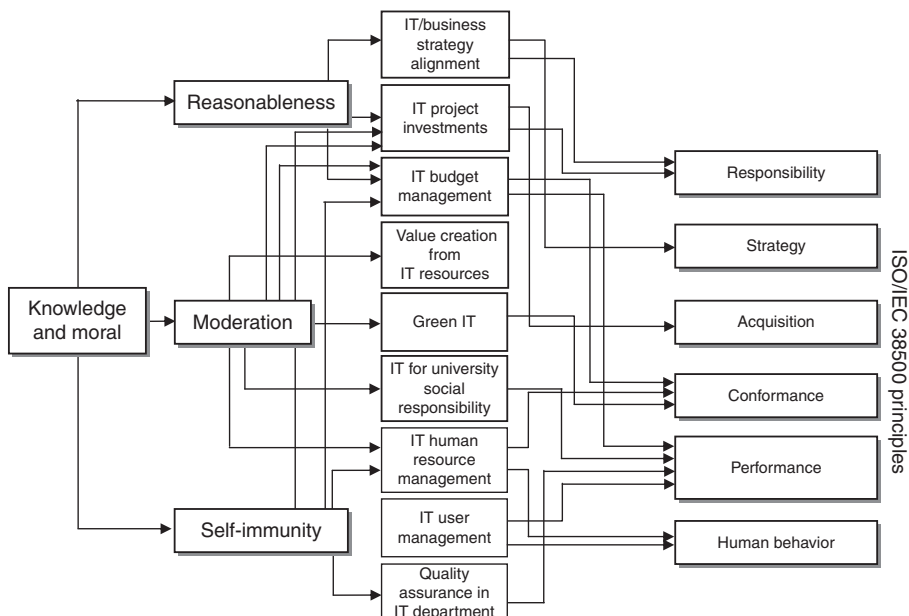 Knowledge
and moral
Reasonableness
Moderation
Self-immunity
IT/business
strategy
alignment
IT project
investments
IT budget
management
Value creation
from
IT resources
Green IT
IT for university
social
responsibility
IT human
resource
management
IT user
management
Quality
assurance in
IT department
Responsibility
Strategy
Acquisition
Conformance
Performance
Human behavior
ISO/IEC 38500 principles